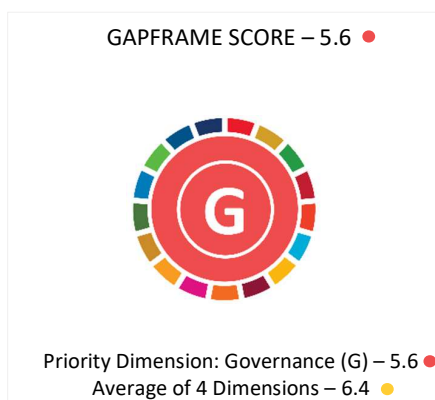 GAPFRAME SCORE – 5.6
G
Priority Dimension: Governance (G) – 5.6
Average of 4 Dimensions – 6.4